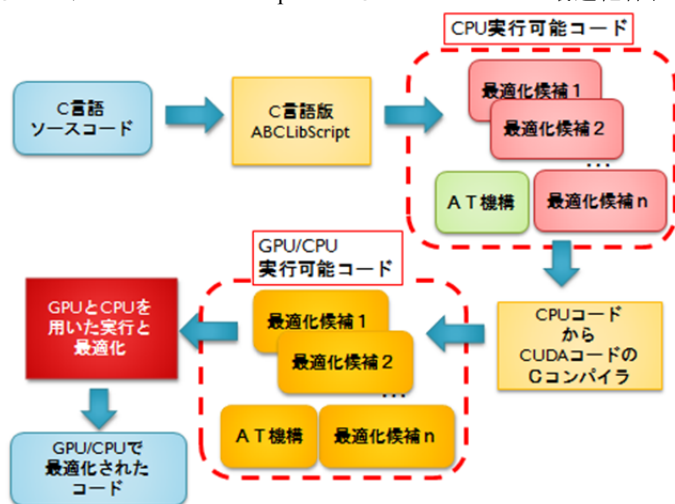 CPU実行可能コード
C言語
ソースコード
C言語版
ABCLibScript
最適化候補1
最適化候補2
…
AT機構
最適化候補n
GPU/CPU
実行可能コード
GPUとCPUを
用いた実行と
最適化
最適化候補1
最適化候補2
…
AT機構
最適化候補n
CPUコード
から
CUDAコードの
Cコンパイラ
GPU/CPUで
最適化された
コード